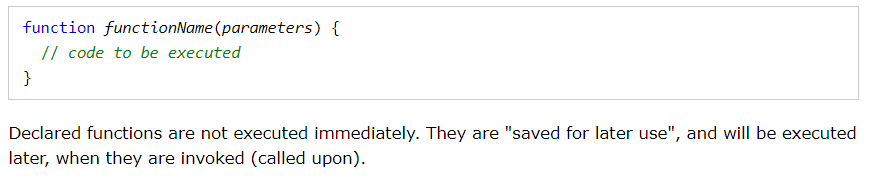 function functionName(parameters) {
  // code to be executed
}
Declared functions are not executed immediately. They are "saved for later use", and will be executed
later, when they are invoked (called upon).